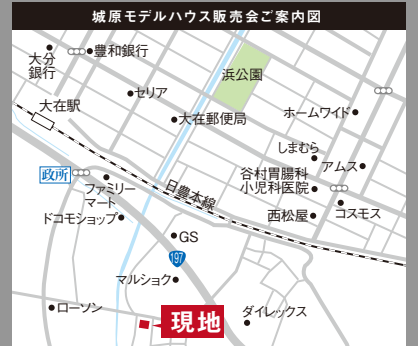 城原モデルハウス販売会ご案内図
大分
銀行
豊和銀行
浜公園
セリア
大在駅
大在郵便局
ホームワイド
しまむら
アムス
谷村胃腸科
小児科医院
政所
ファミリー
マート
日豊本線
ドコモショップ
西松屋
コスモス
GS
197
マルショク
ローソン
現地
ダイレックス